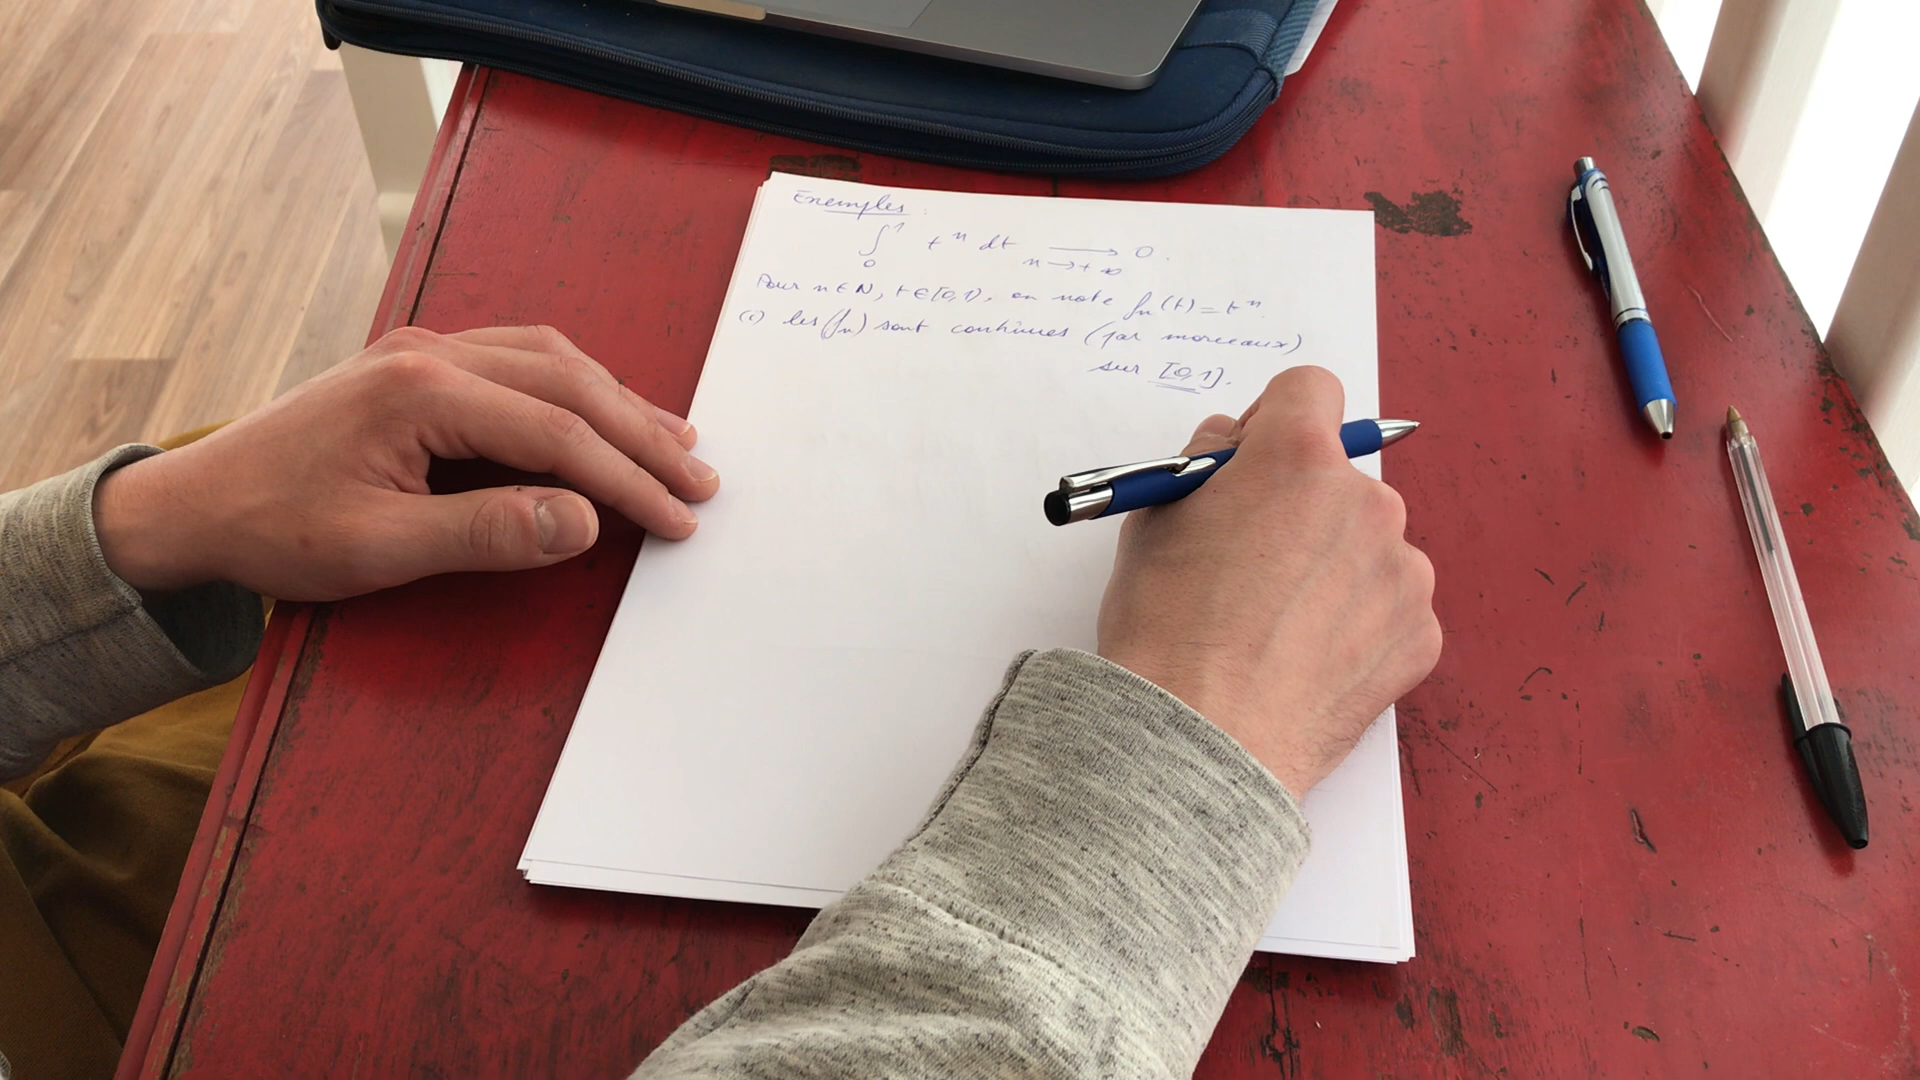 Exemples :
∫₀¹ tⁿ dt ⟶ 0.
n → +∞
Pour n ∈ N, t ∈ [0,1], on note fn(t) = tⁿ.
(0) les (fn) sont continues (par morceaux)
sur [0,1].